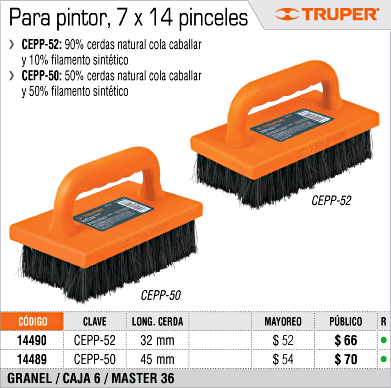 Para pintor, 7 x 14 pinceles
TRUPER®
› CEPP-52: 90% cerdas natural cola caballar
y 10% filamento sintético
› CEPP-50: 50% cerdas natural cola caballar
y 50% filamento sintético
TRUPER
CEPP-52
CEPP-50
CÓDIGO CLAVE LONG. CERDA MAYOREO PÚBLICO R
14490 CEPP-52 32 mm $ 52 $ 66 ●
14489 CEPP-50 45 mm $ 54 $ 70 ●
GRANEL / CAJA 6 / MASTER 36